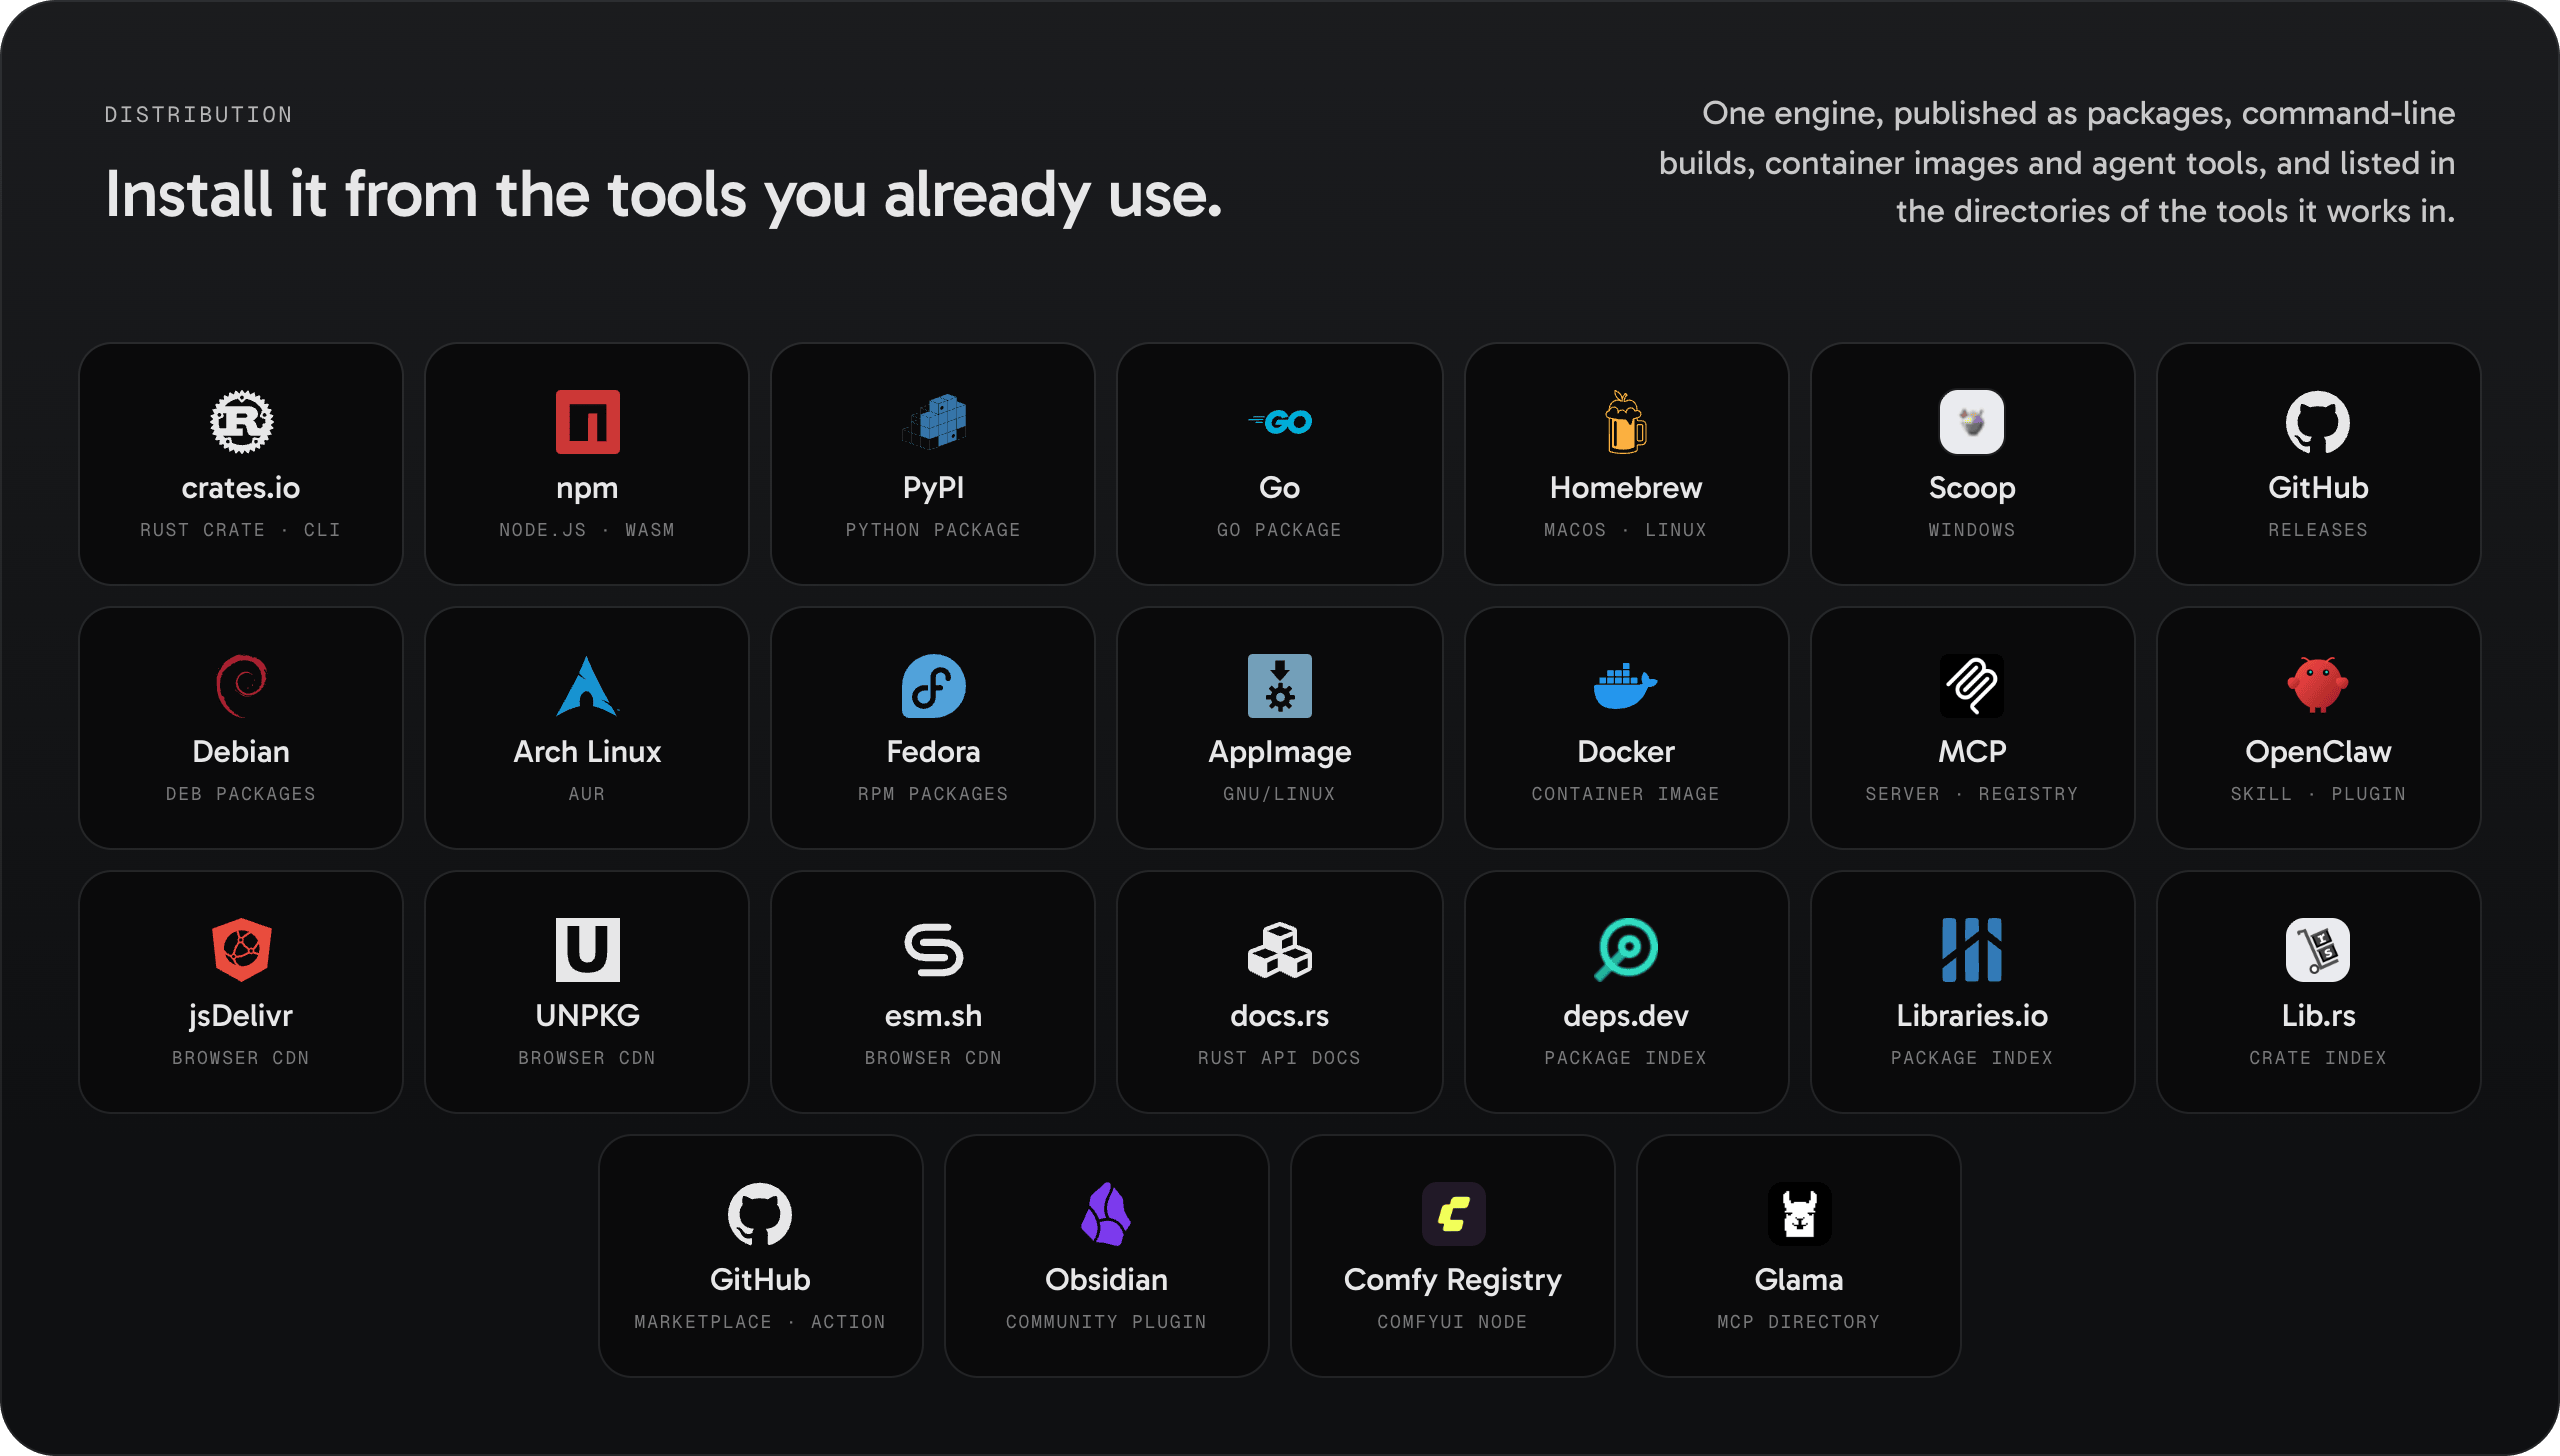 DISTRIBUTION
Install it from the tools you already use.
One engine, published as packages, command-line
builds, container images and agent tools, and listed in
the directories of the tools it works in.
crates.io
RUST CRATE · CLI
npm
NODE.JS · WASM
PyPI
PYTHON PACKAGE
GO
Go
GO PACKAGE
Homebrew
MACOS · LINUX
Scoop
WINDOWS
GitHub
RELEASES
Debian
DEB PACKAGES
Arch Linux
AUR
Fedora
RPM PACKAGES
AppImage
GNU/LINUX
Docker
CONTAINER IMAGE
MCP
SERVER · REGISTRY
OpenClaw
SKILL · PLUGIN
jsDelivr
BROWSER CDN
U
UNPKG
BROWSER CDN
esm.sh
BROWSER CDN
docs.rs
RUST API DOCS
deps.dev
PACKAGE INDEX
Libraries.io
PACKAGE INDEX
Lib.rs
CRATE INDEX
GitHub
MARKETPLACE · ACTION
Obsidian
COMMUNITY PLUGIN
Comfy Registry
COMFYUI NODE
Glama
MCP DIRECTORY